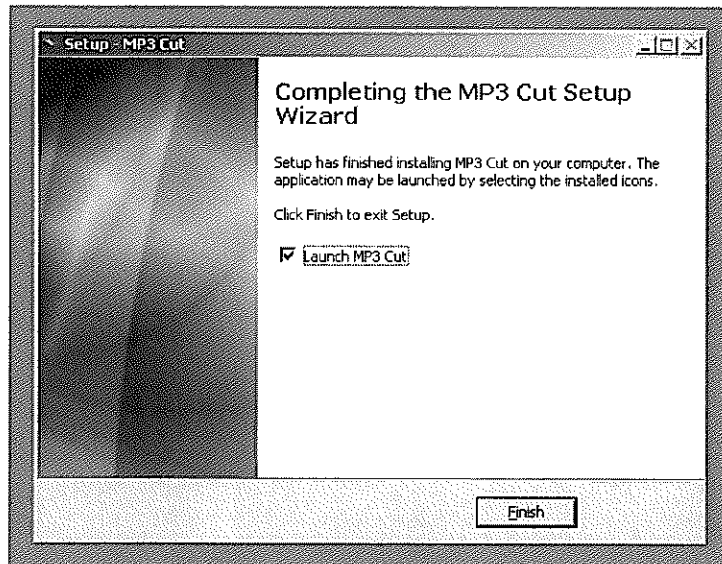 Setup - MP3 Cut
Completing the MP3 Cut Setup
Wizard
Setup has finished installing MP3 Cut on your computer. The
application may be launched by selecting the installed icons.
Click Finish to exit Setup.
Launch MP3 Cut
Finish